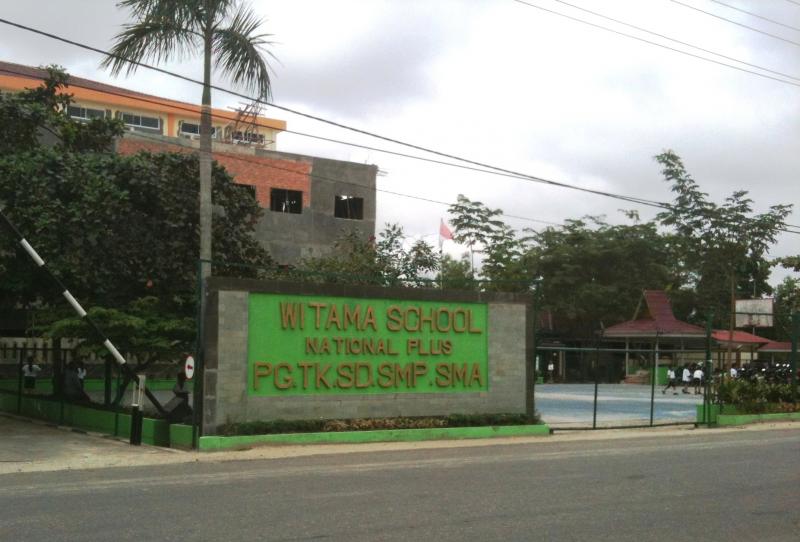 WITAMA SCHOOL
NATIONAL PLUS
PG.TK.SD.SMP.SMA